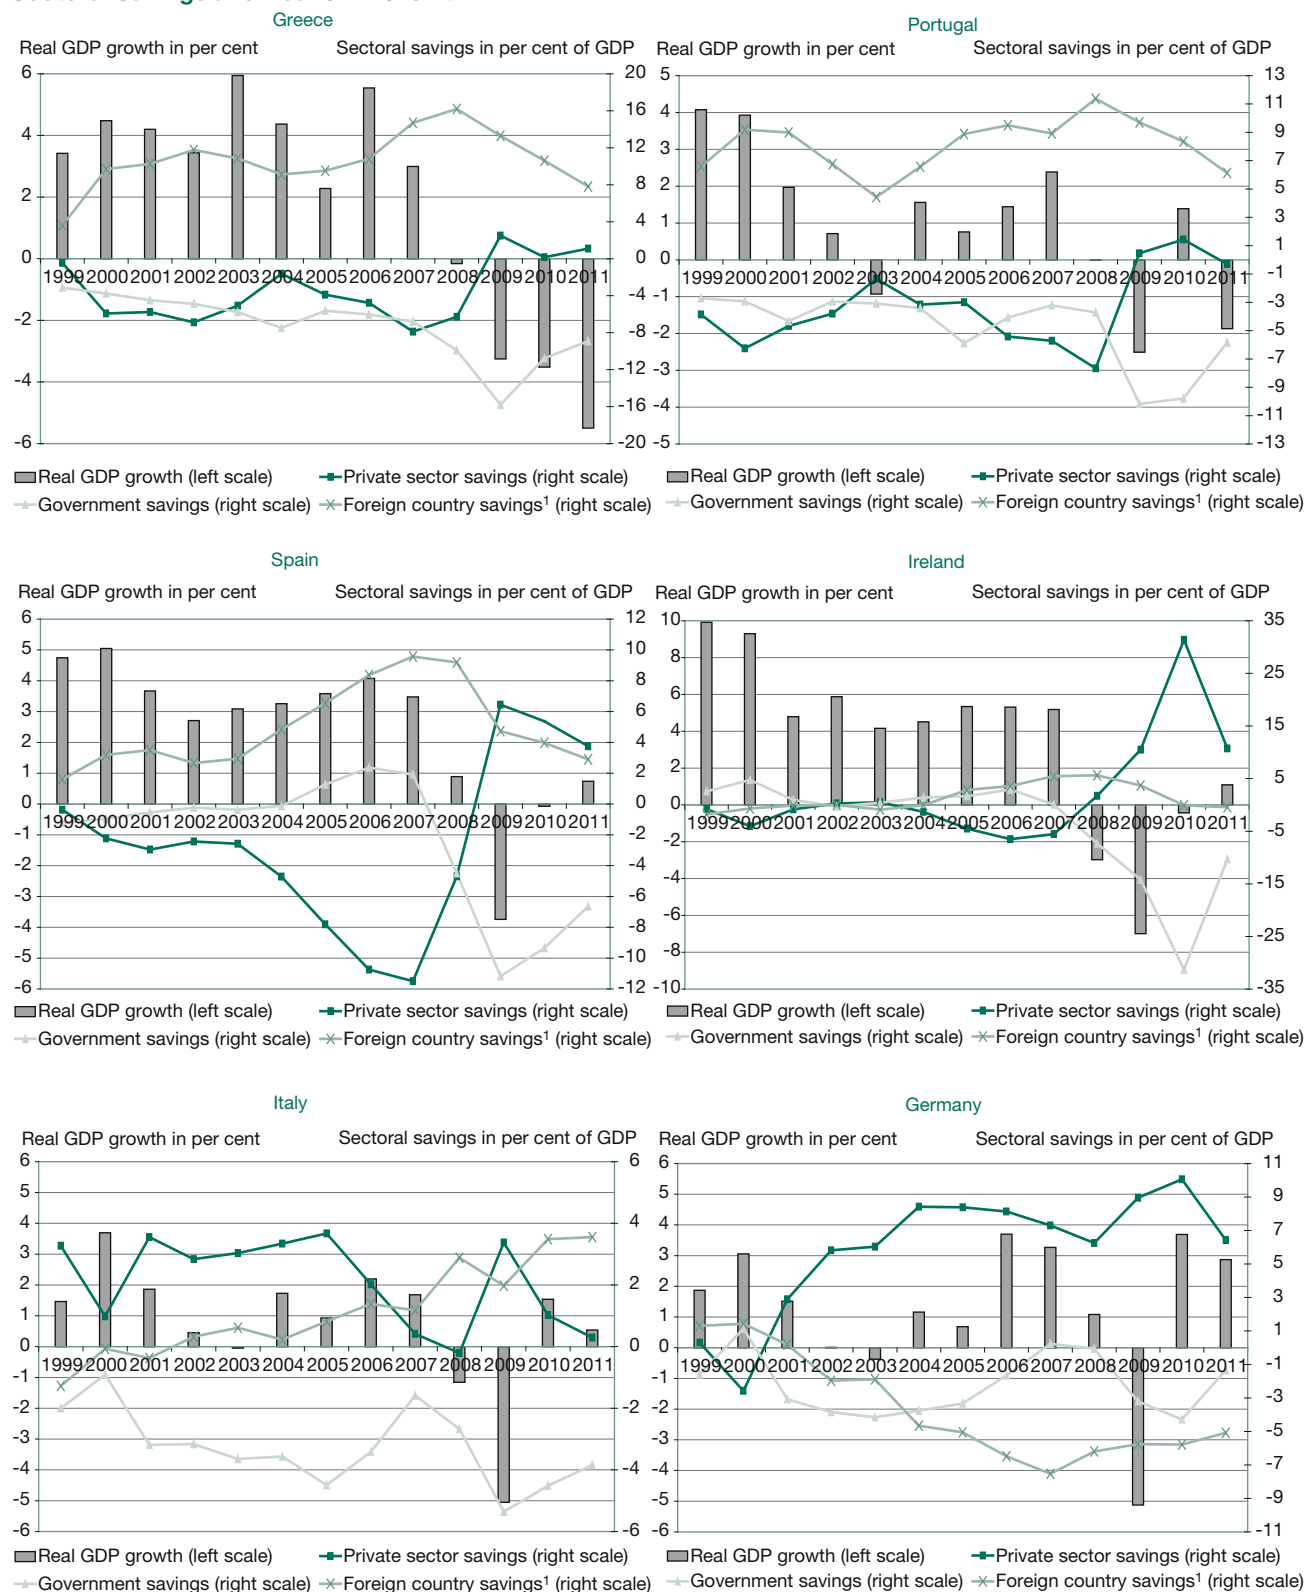 Greece
Real GDP growth in per cent Sectoral savings in per cent of GDP
6 20
16
4
12
2 8
4
0 0
1999 2000 2001 2002 2003 2004 2005 2006 2007 2008 2009 2010 2011
-4
-2 -8
-12
-4
-16
-6 -20
Real GDP growth (left scale) Private sector savings (right scale)
Government savings (right scale) Foreign country savings1 (right scale)
Portugal
Real GDP growth in per cent Sectoral savings in per cent of GDP
5 13
11
4
9
3
7
2 5
3
1
1
0
1999 2000 2001 2002 2003 2004 2005 2006 2007 2008 2009 2010 2011
-1
-1
-3
-2 -5
-7
-3
-9
-4
-11
-5 -13
Real GDP growth (left scale) Private sector savings (right scale)
Government savings (right scale) Foreign country savings1 (right scale)
Spain
Real GDP growth in per cent Sectoral savings in per cent of GDP
6 12
5 10
4 8
3 6
2 4
1 2
0 0
1999 2000 2001 2002 2003 2004 2005 2006 2007 2008 2009 2010 2011
-1 -2
-2 -4
-3 -6
-4 -8
-5 -10
-6 -12
Real GDP growth (left scale) Private sector savings (right scale)
Government savings (right scale) Foreign country savings1 (right scale)
Ireland
Real GDP growth in per cent Sectoral savings in per cent of GDP
10 35
8
25
6
4 15
2
5
0
1999 2000 2001 2002 2003 2004 2005 2006 2007 2008 2009 2010 2011
-5
-2
-4 -15
-6
-25
-8
-10 -35
Real GDP growth (left scale) Private sector savings (right scale)
Government savings (right scale) Foreign country savings1 (right scale)
Italy
Real GDP growth in per cent Sectoral savings in per cent of GDP
6 6
5
4 4
3
2 2
1
0 0
1999 2000 2001 2002 2003 2004 2005 2006 2007 2008 2009 2010 2011
-1
-2 -2
-3
-4 -4
-5
-6 -6
Real GDP growth (left scale) Private sector savings (right scale)
Government savings (right scale) Foreign country savings1 (right scale)
Germany
Real GDP growth in per cent Sectoral savings in per cent of GDP
6 11
5 9
4 7
3 5
2 3
1 1
0
1999 2000 2001 2002 2003 2004 2005 2006 2007 2008 2009 2010 2011
-1 -1
-2 -3
-3 -5
-4 -7
-5 -9
-6 -11
Real GDP growth (left scale) Private sector savings (right scale)
Government savings (right scale) Foreign country savings1 (right scale)